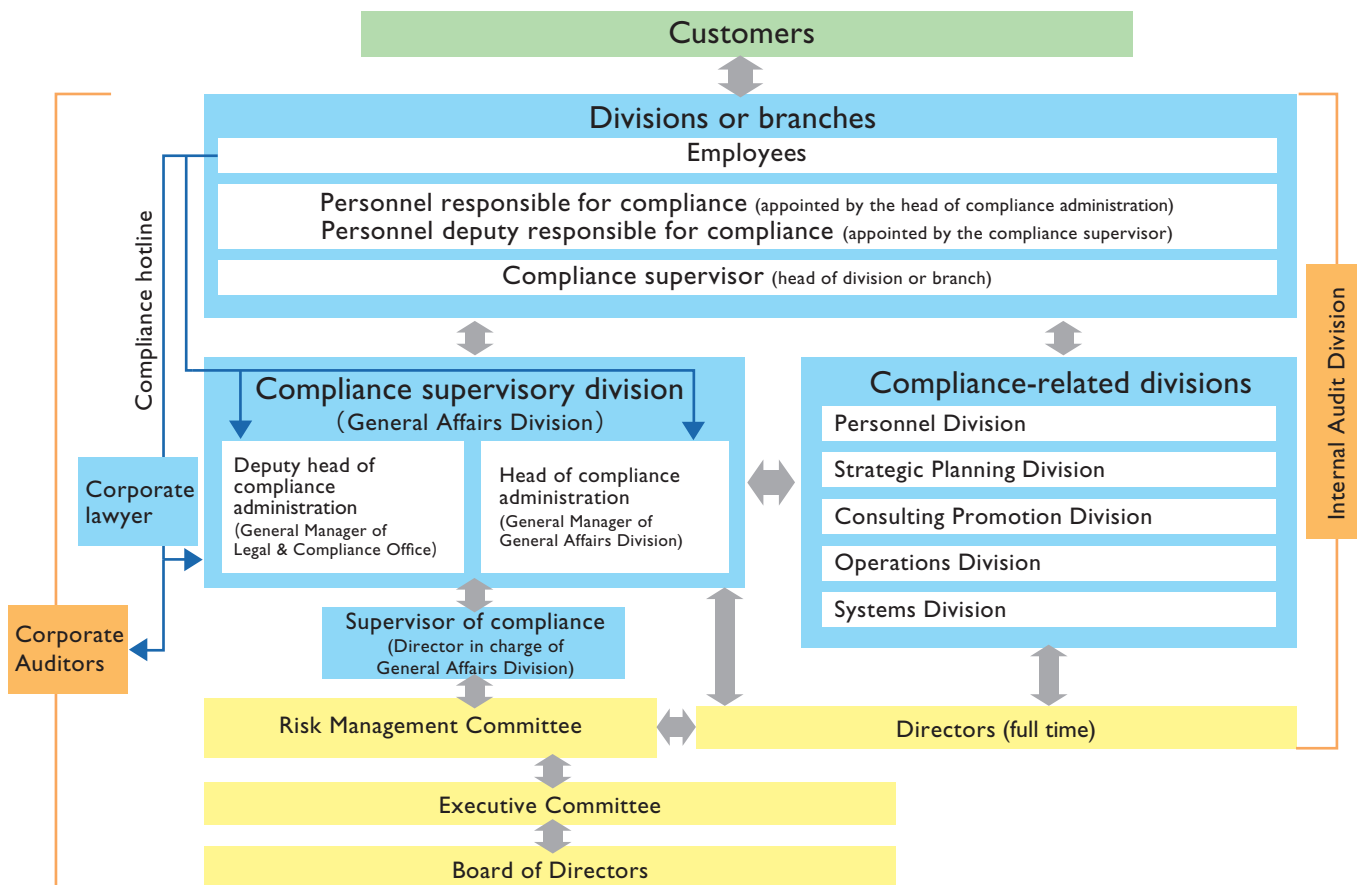 Customers
Divisions or branches
Employees
Personnel responsible for compliance (appointed by the head of compliance administration)
Personnel deputy responsible for compliance (appointed by the compliance supervisor)
Compliance supervisor (head of division or branch)
Compliance hotline
Internal Audit Division
Compliance supervisory division
(General Affairs Division)
Deputy head of
compliance
administration
(General Manager of
Legal & Compliance Office)
Head of compliance
administration
(General Manager of
General Affairs Division)
Compliance-related divisions
Personnel Division
Strategic Planning Division
Consulting Promotion Division
Operations Division
Systems Division
Corporate
lawyer
Corporate
Auditors
Supervisor of compliance
(Director in charge of
General Affairs Division)
Risk Management Committee
Directors (full time)
Executive Committee
Board of Directors